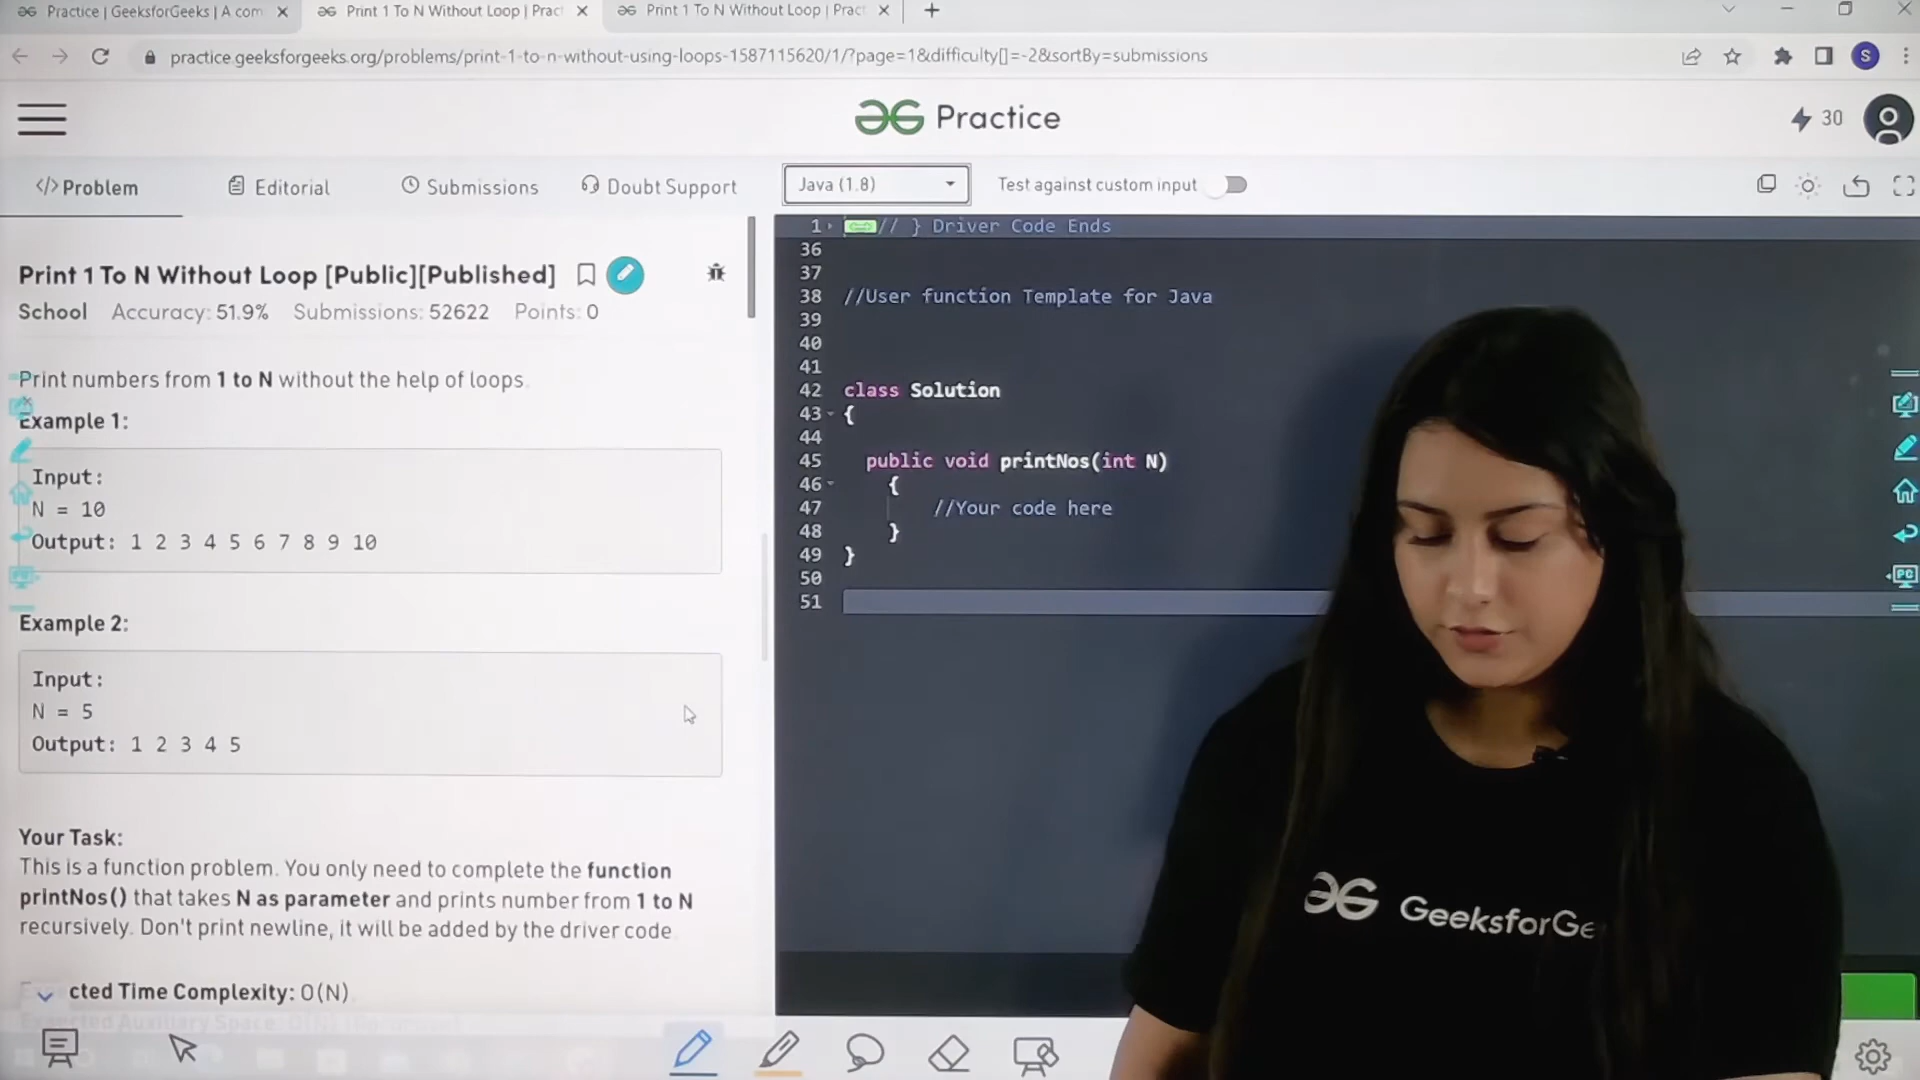 Practice | GeeksforGeeks | A com
Print 1 To N Without Loop | Prac
Print 1 To N Without Loop | Pract
practice.geeksforgeeks.org/problems/print-1-to-n-without-using-loops-1587115620/1/?page=1&difficulty[]=-2&sortBy=submissions
S
Practice
30
</> Problem
Editorial
Submissions
Doubt Support
Java (1.8)
Test against custom input
Print 1 To N Without Loop [Public][Published]
School Accuracy: 51.9% Submissions: 52622 Points: 0
Print numbers from 1 to N without the help of loops.
Example 1:
Input:
N = 10
Output: 1 2 3 4 5 6 7 8 9 10
Example 2:
Input:
N = 5
Output: 1 2 3 4 5
Your Task:
This is a function problem. You only need to complete the function
printNos() that takes N as parameter and prints number from 1 to N
recursively. Don't print newline, it will be added by the driver code
cted Time Complexity: O(N)
1 // } Driver Code Ends
36
37
38 //User function Template for Java
39
40
41
42 class Solution
43 {
44
45 public void printNos(int N)
46 {
47 //Your code here
48 }
49 }
50
51
PC
GeeksforGe